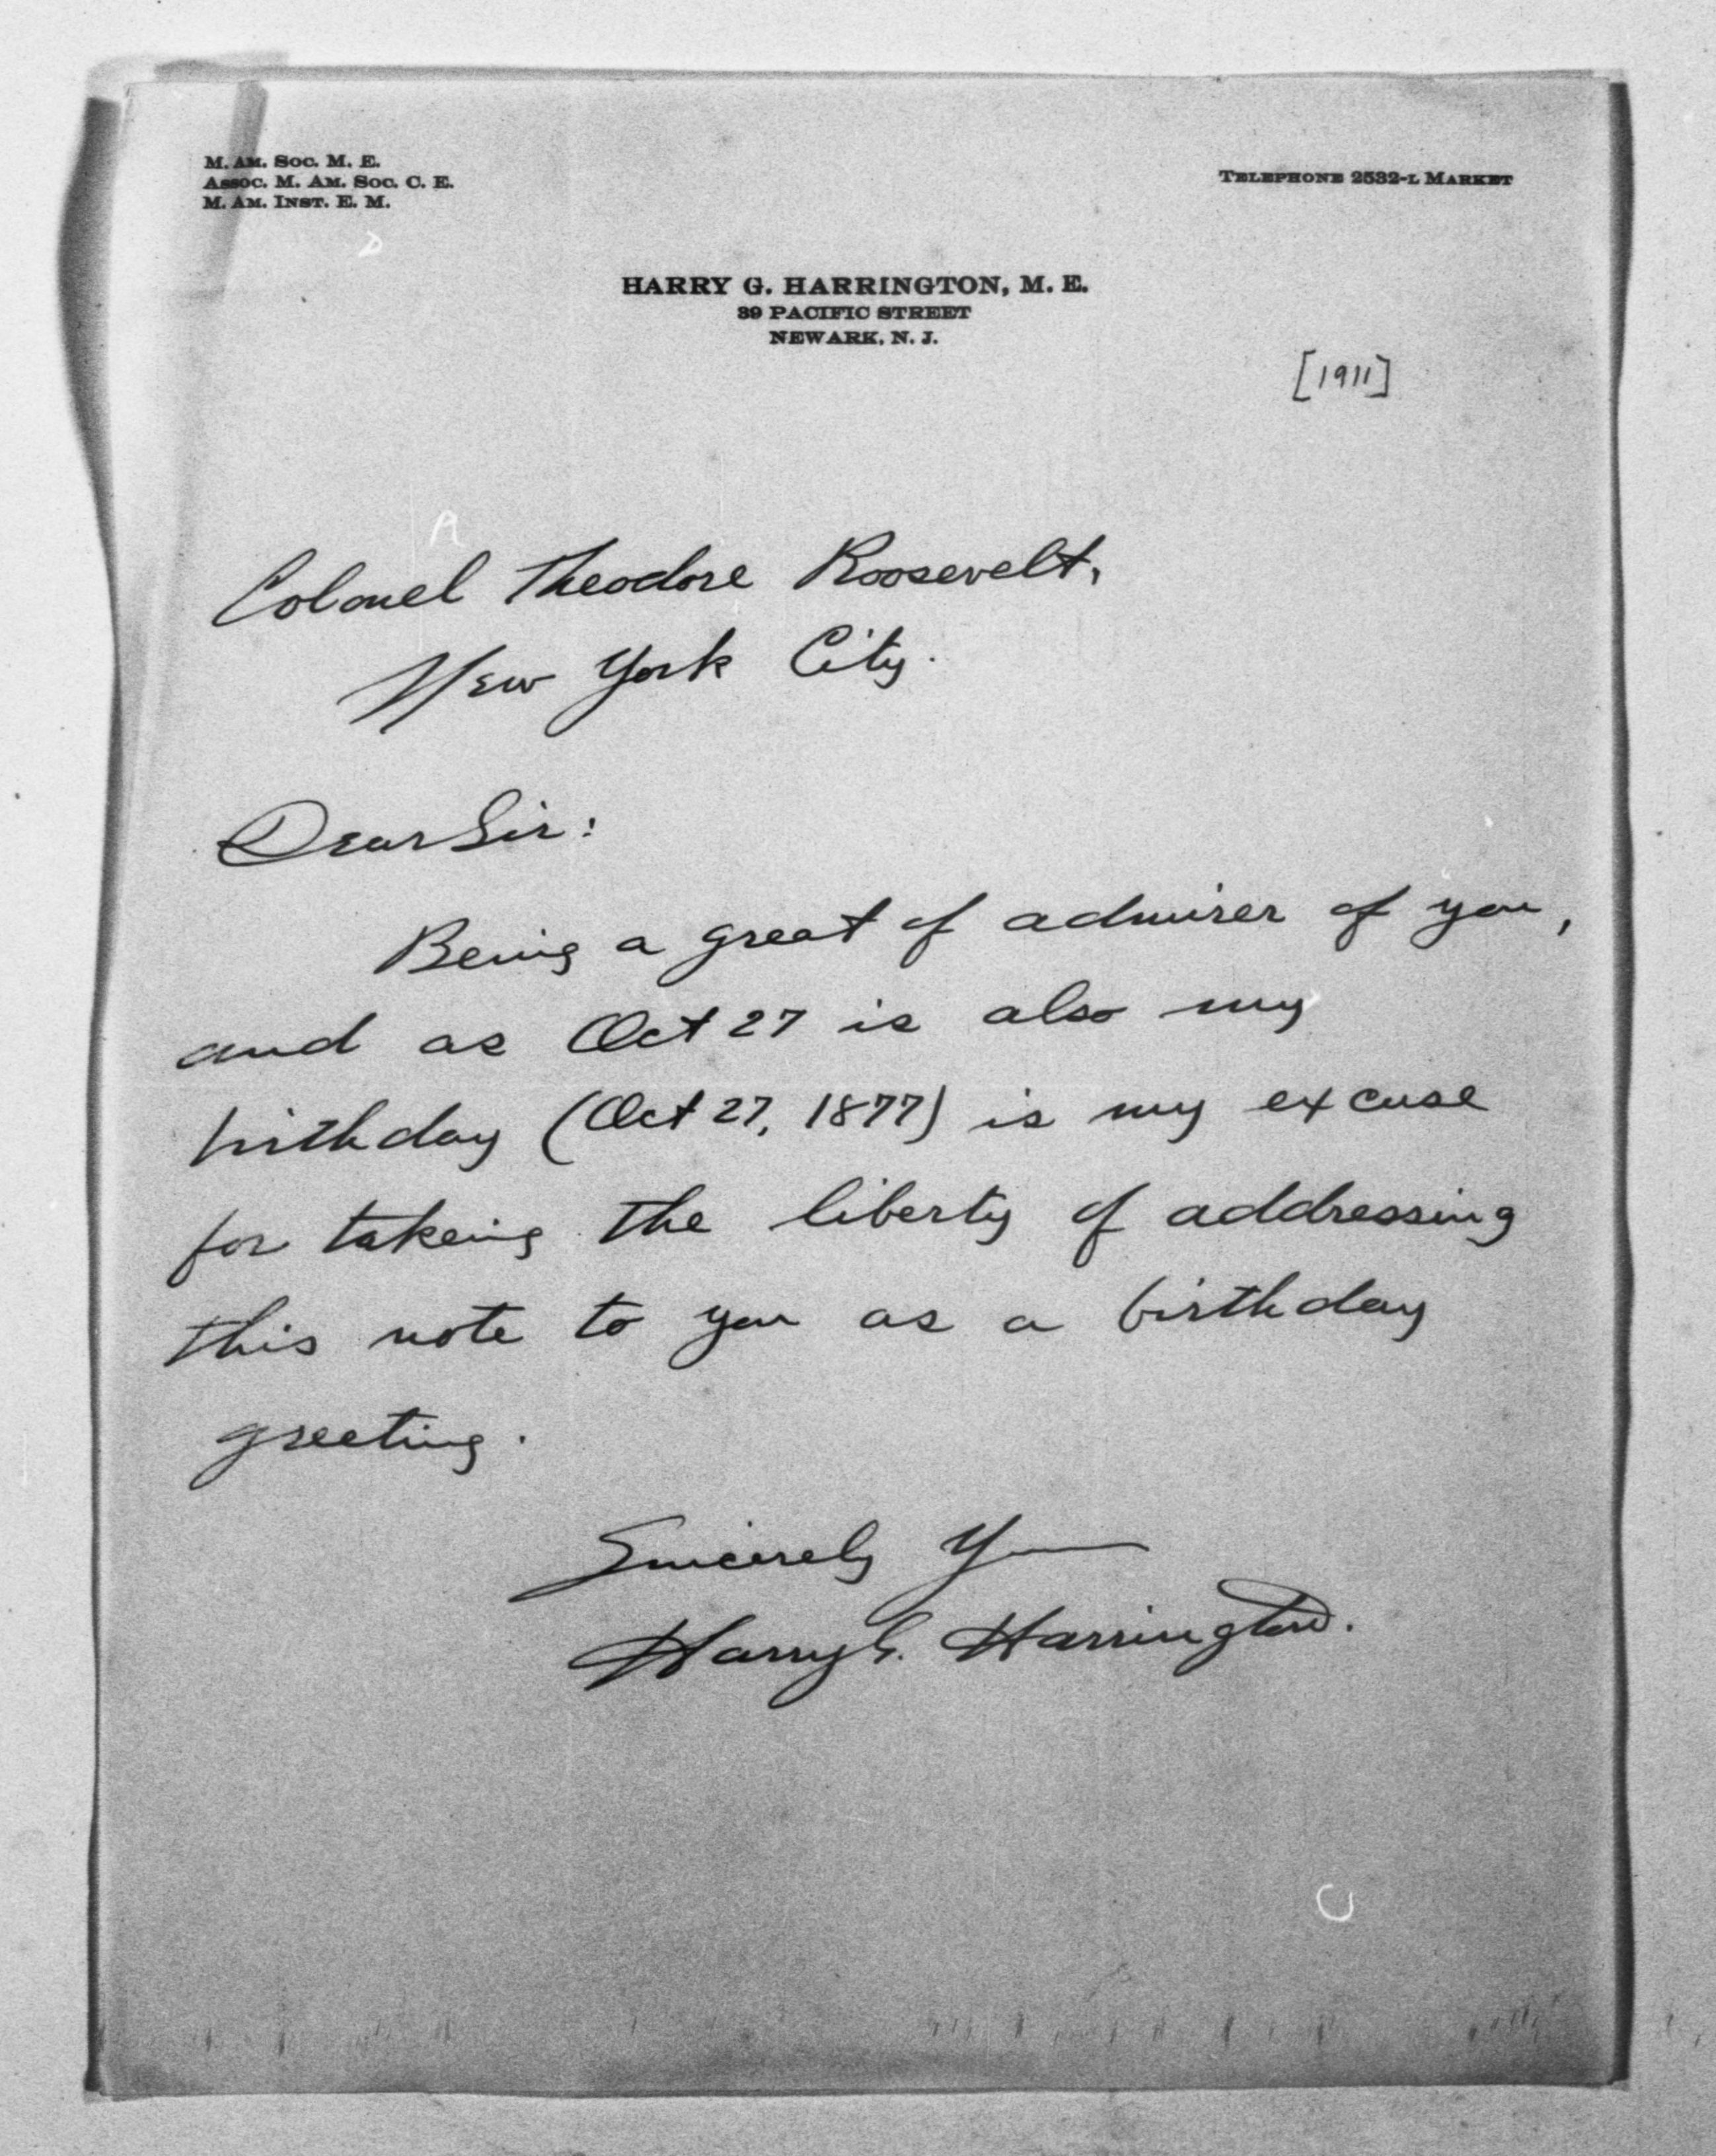 M. Am. Soc. M. E.
Assoc. M. Am. Soc. C. E.
M. Am. Inst. E. M.
Telephone 2532-L Market
HARRY G. HARRINGTON, M. E.
39 PACIFIC STREET
NEWARK, N. J.
[1911]
Colonel Theodore Roosevelt,
New York City.
Dear Sir:
Being a great of admirer of you,
and as Oct 27 is also my
birthday (Oct 27, 1877) is my excuse
for takeing the liberty of addressing
this note to you as a birthday
greeting.
Sincerely Y
Harry G. Harrington.